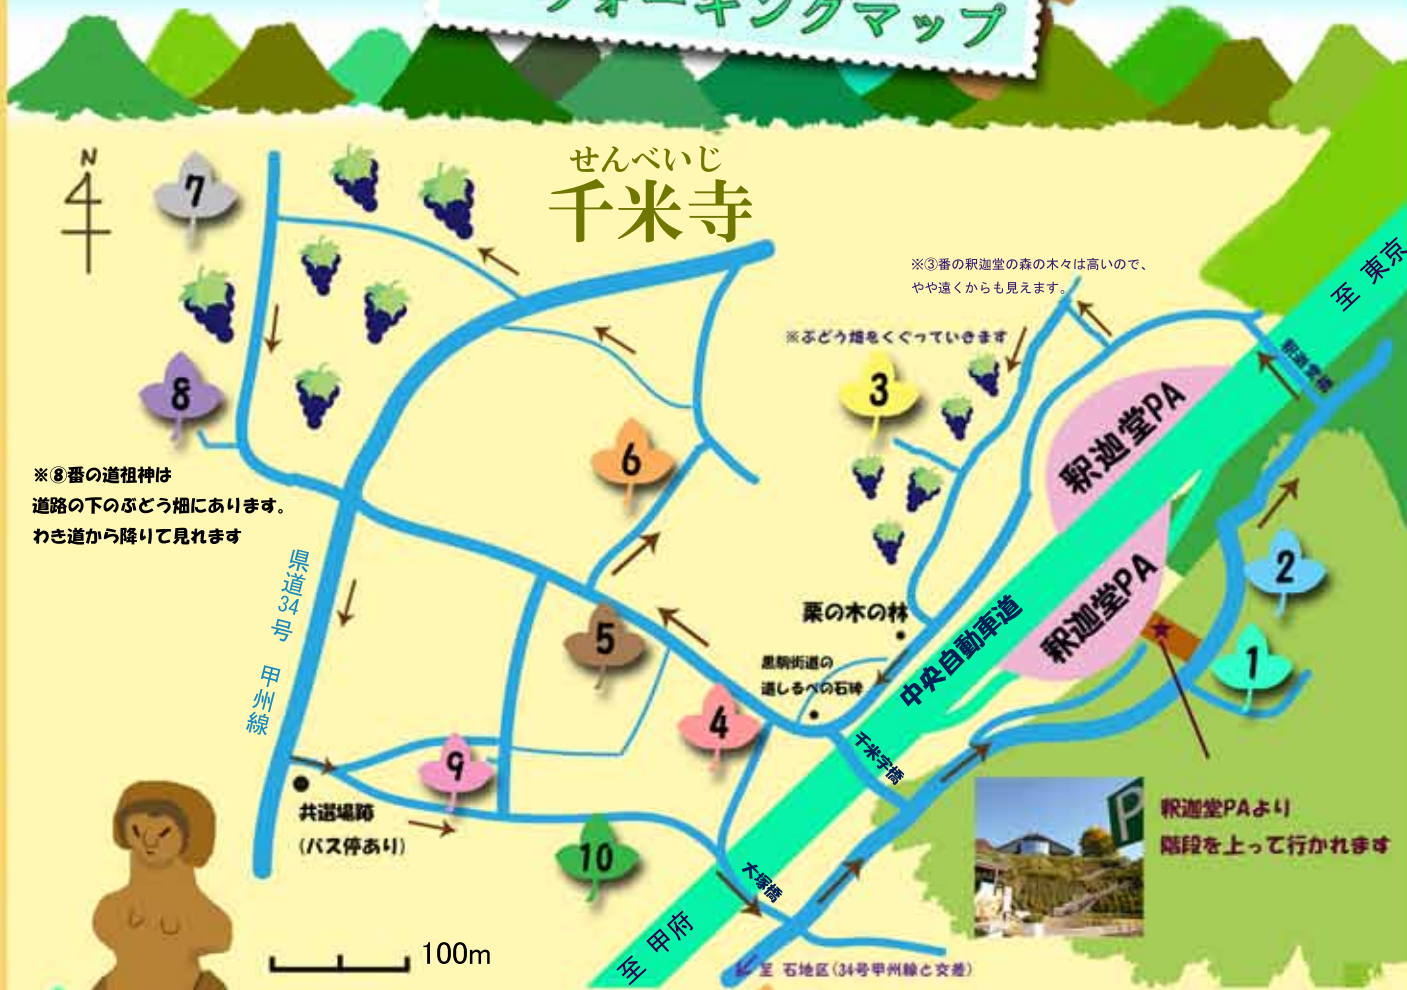 ウォーキングマップ
せんべいじ
千米寺
N
7
8
※⑧番の道祖神は
道路の下のぶどう畑にあります。
わき道から降りて見れます
県道34号 甲州線
※③番の釈迦堂の森の木々は高いので、
やや遠くからも見えます。
※ぶどう畑をくぐっていきます
3
6
5
4
9
10
2
1
至 東京
釈迦堂橋
釈迦堂PA
釈迦堂PA
中央自動車道
栗の木の林
黒駒街道の
道しるべの石碑
千米字橋
大塚橋
共選場跡
(バス停あり)
釈迦堂PAより
階段を上って行かれます
P
100m
至 甲府
至 石地区(34号甲州線と交差)